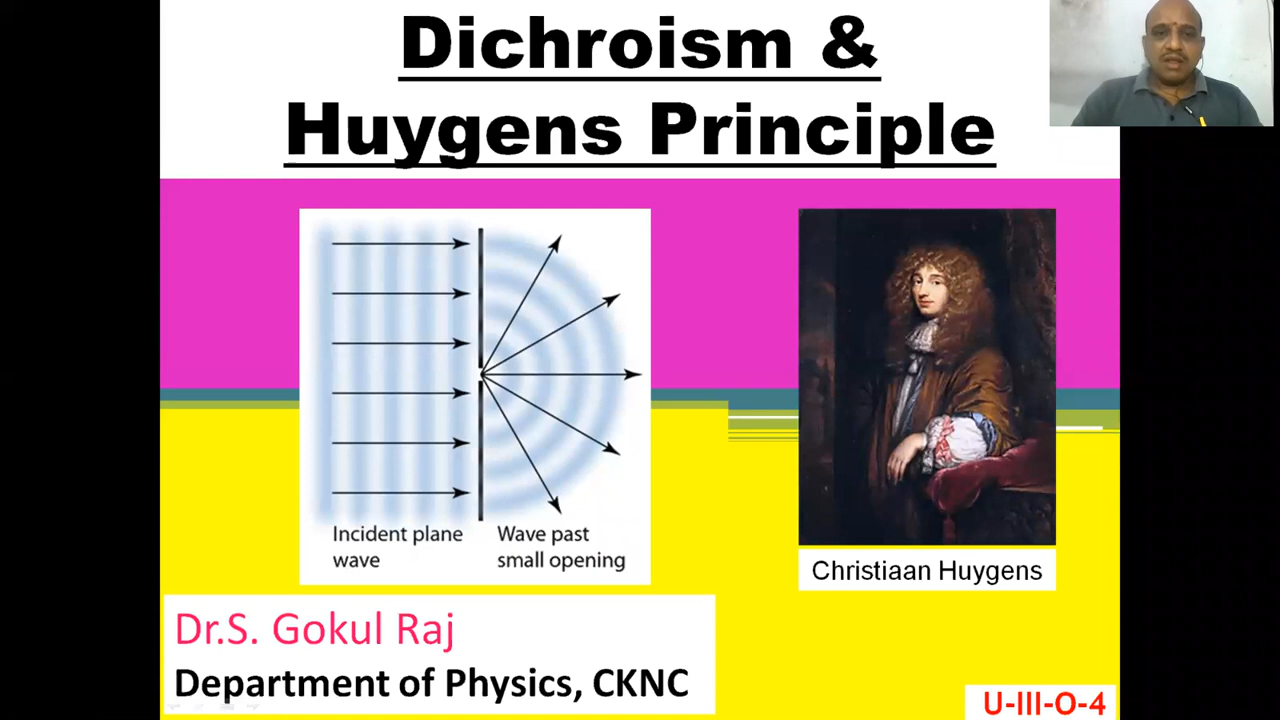 Dichroism &
Huygens Principle
Incident plane
wave
Wave past
small opening
Christiaan Huygens
Dr.S. Gokul Raj
Department of Physics, CKNC
U-III-O-4